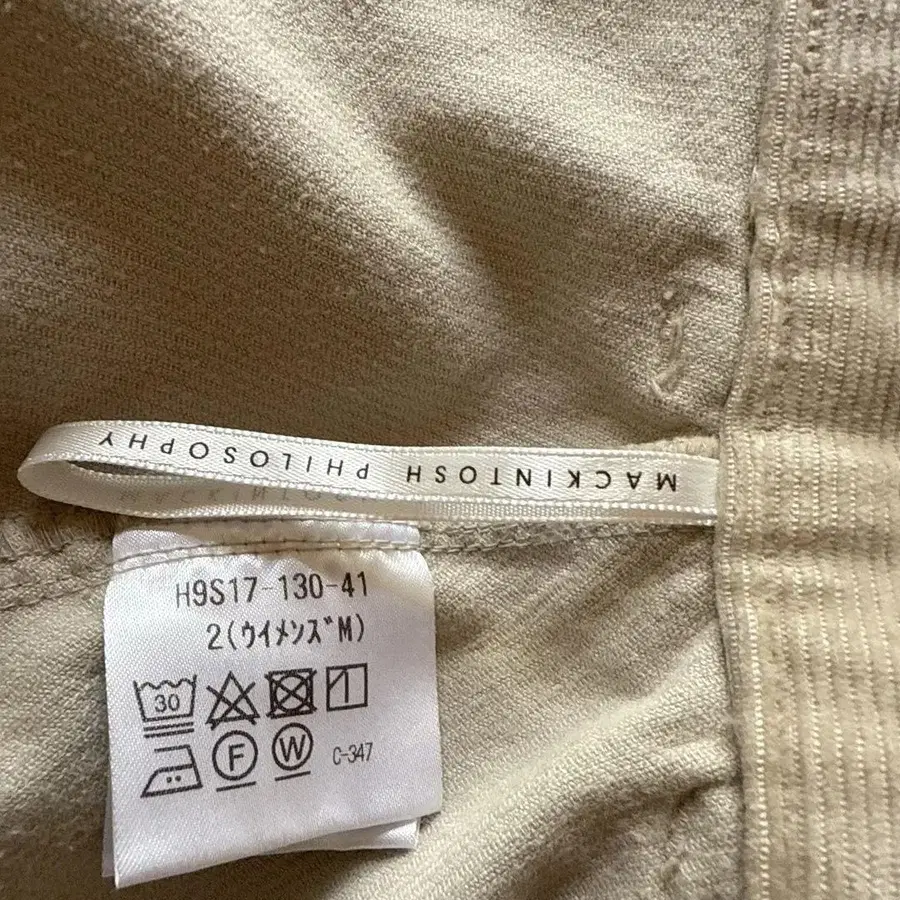 MACKINTOSH PHILOSOPHY
H9S17-130-41
2(ウイメンズM)
30
F W C-347